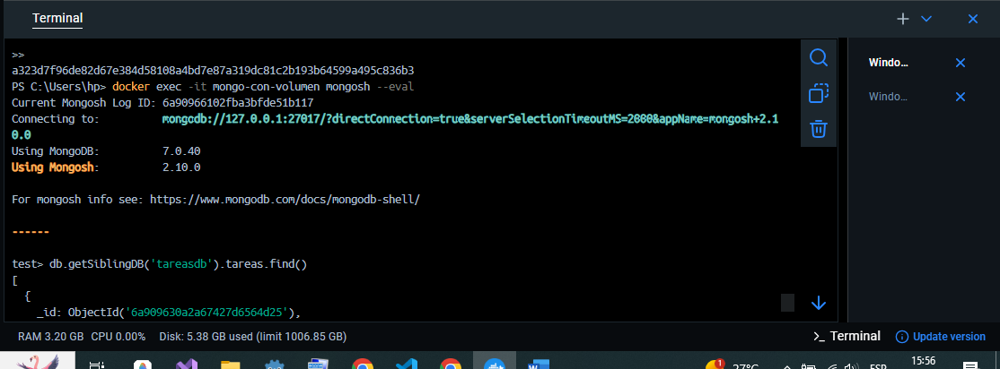 Terminal
>>
a323d7f96de82d67e384d58108a4bd7e87a319dc81c2b193b64599a495c836b3
PS C:\Users\hp> docker exec -it mongo-con-volumen mongosh --eval
Current Mongosh Log ID: 6a90966102fba3bfde51b117
Connecting to: mongodb://127.0.0.1:27017/?directConnection=true&serverSelectionTimeoutMS=2000&appName=mongosh+2.1
0.0
Using MongoDB: 7.0.40
Using Mongosh: 2.10.0
For mongosh info see: https://www.mongodb.com/docs/mongodb-shell/
------
test> db.getSiblingDB('tareasdb').tareas.find()
[
{
_id: ObjectId('6a909630a2a67427d6564d25'),
Windo...
Windo...
RAM 3.20 GB CPU 0.00% Disk: 5.38 GB used (limit 1006.85 GB)
>_ Terminal
Update version
1
27°C
ESP
15:56